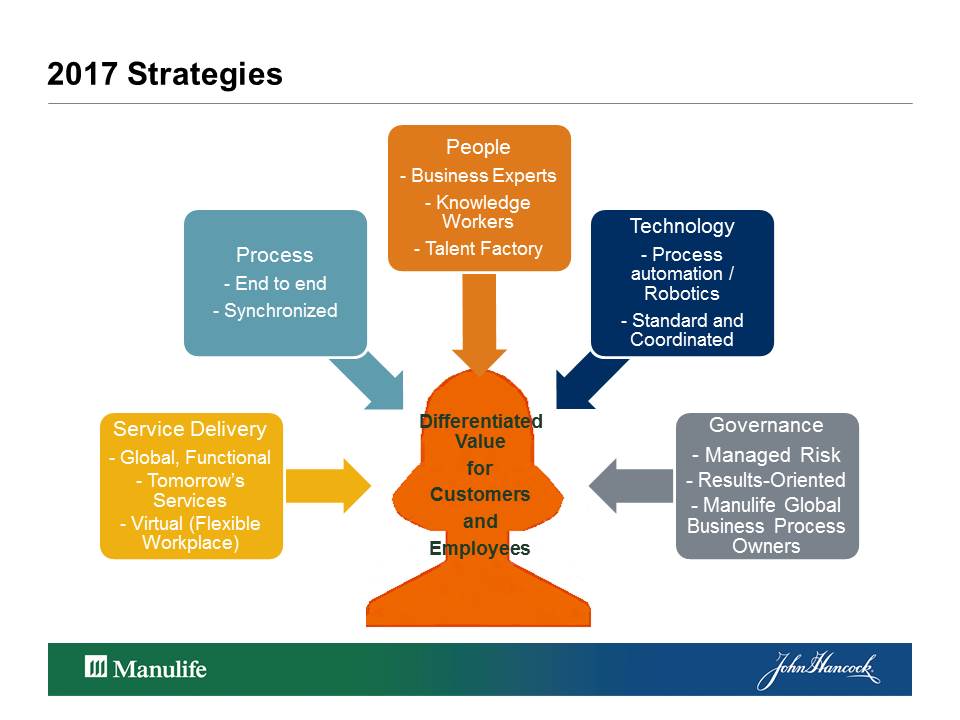 2017 Strategies
People
- Business Experts
- Knowledge
Workers
- Talent Factory
Process
- End to end
- Synchronized
Technology
- Process
automation /
Robotics
- Standard and
Coordinated
Service Delivery
- Global, Functional
- Tomorrow’s
Services
- Virtual (Flexible
Workplace)
Differentiated
Value
for
Customers
and
Employees
Governance
- Managed Risk
- Results-Oriented
- Manulife Global
Business Process
Owners
Manulife
John Hancock.